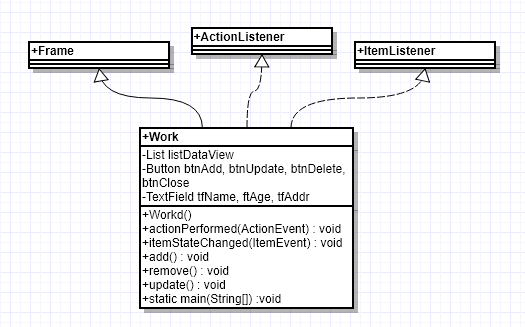 +Frame
+ActionListener
+ItemListener
+Work
-List listDataView
-Button btnAdd, btnUpdate, btnDelete,
btnClose
-TextField tfName, ftAge, tfAddr
+Workd()
+actionPerformed(ActionEvent) : void
+itemStateChanged(ItemEvent) : void
+add() : void
+remove() : void
+update() : void
+static main(String[]) :void